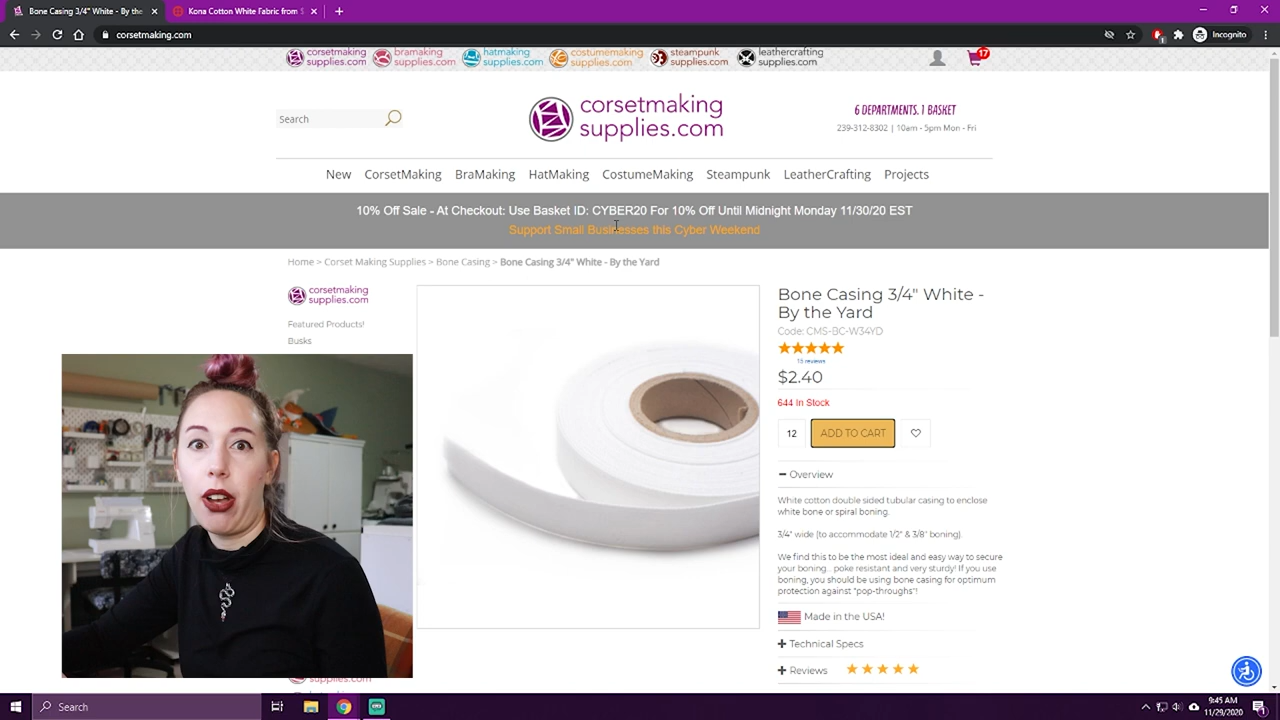 Bone Casing 3/4" White - By the
Kona Cotton White Fabric from
corsetmaking.com
Incognito
corsetmaking supplies.com
bramaking supplies.com
hatmaking supplies.com
costumemaking supplies.com
steampunk supplies.com
leathercrafting supplies.com
17
Search
corsetmaking
supplies.com
6 DEPARTMENTS, 1 BASKET
239-312-8302 | 10am - 5pm Mon - Fri
New CorsetMaking BraMaking HatMaking CostumeMaking Steampunk LeatherCrafting Projects
10% Off Sale - At Checkout: Use Basket ID: CYBER20 For 10% Off Until Midnight Monday 11/30/20 EST
Support Small Businesses this Cyber Weekend
Home > Corset Making Supplies > Bone Casing > Bone Casing 3/4" White - By the Yard
corsetmaking
supplies.com
Featured Products!
Busks
Bone Casing 3/4" White -
By the Yard
Code: CMS-BC-W34YD
15 reviews
$2.40
644 In Stock
12 ADD TO CART
Overview
White cotton double sided tubular casing to enclose
white bone or spiral boning.
3/4" wide (to accommodate 1/2" & 3/8" boning).
We find this to be the most ideal and easy way to secure
your boning... poke resistant and very sturdy! If you use
boning, you should be using bone casing for optimum
protection against "pop-throughs"!
Made in the USA!
Technical Specs
Reviews
supplies.com
Search
9:45 AM
11/29/2020
1